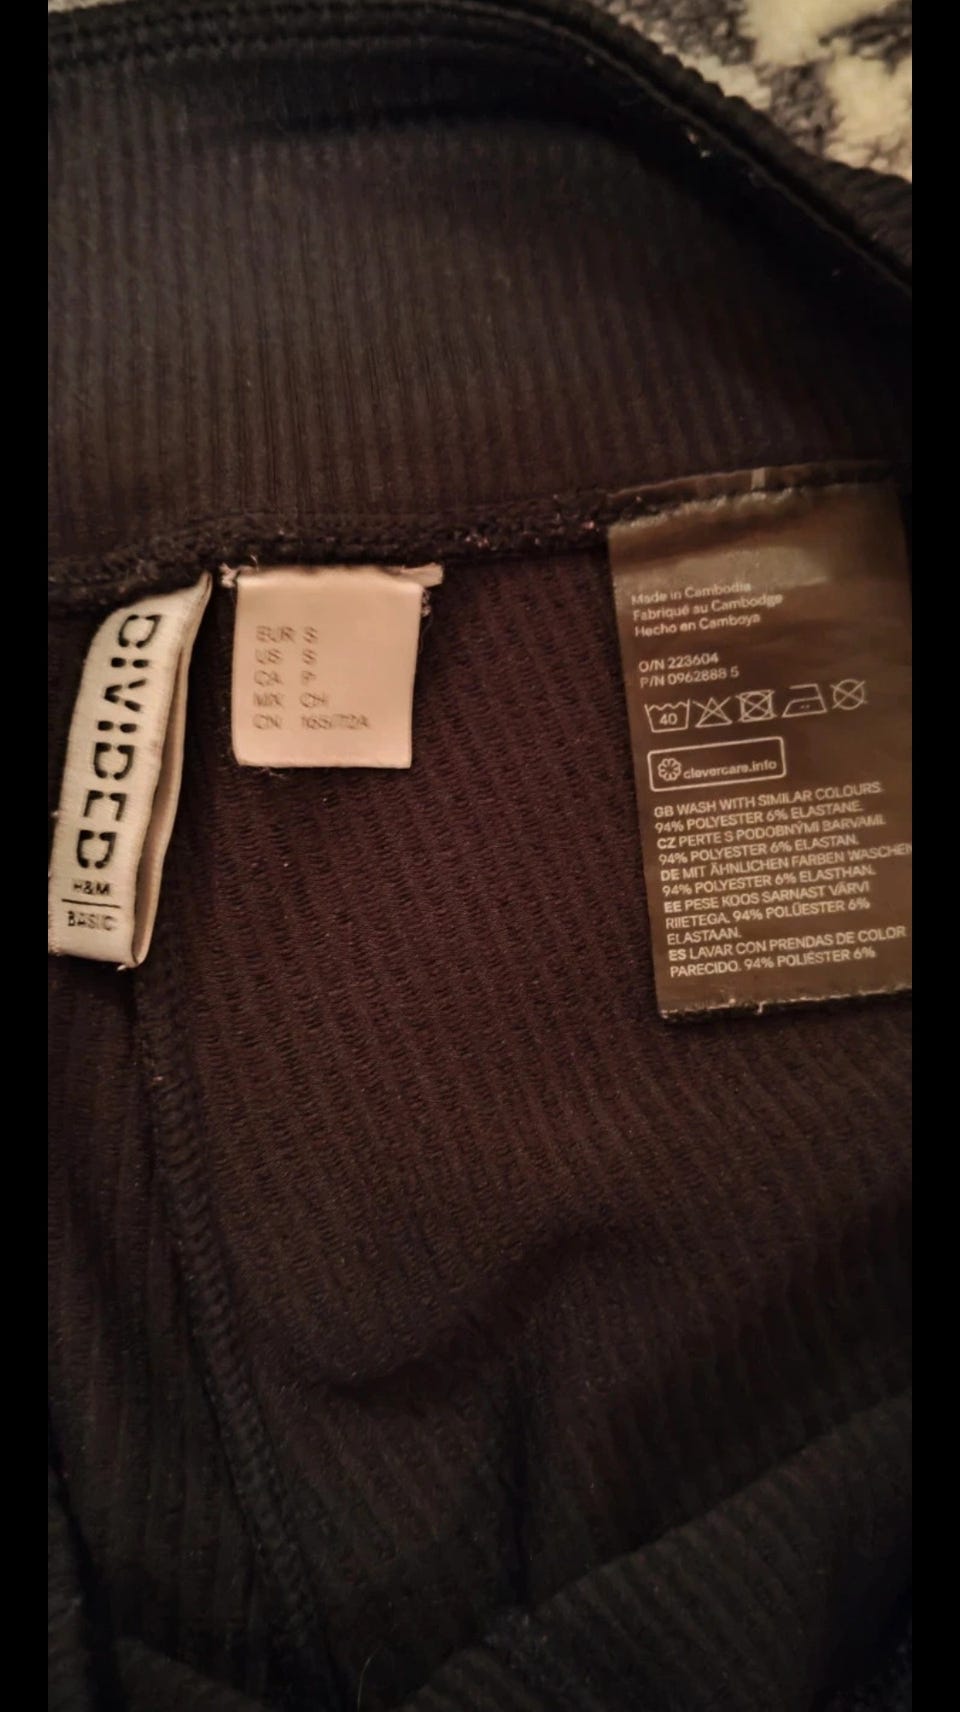 DIVIDED
H&M
BASIC
EUR S
US S
CA P
MX CH
CN 165/72A
Made in Cambodia
Fabriqué au Cambodge
Hecho en Camboya
O/N 223604
P/N 0962888 5
40
clevercare.info
GB WASH WITH SIMILAR COLOURS.
94% POLYESTER 6% ELASTANE.
CZ PERTE S PODOBNÝMI BARVAMI.
94% POLYESTER 6% ELASTAN.
DE MIT ÄHNLICHEN FARBEN WASCHEN
94% POLYESTER 6% ELASTHAN.
EE PESE KOOS SARNAST VÄRVI
RIIETEGA. 94% POLÜESTER 6%
ELASTAAN.
ES LAVAR CON PRENDAS DE COLOR
PARECIDO. 94% POLIÉSTER 6%